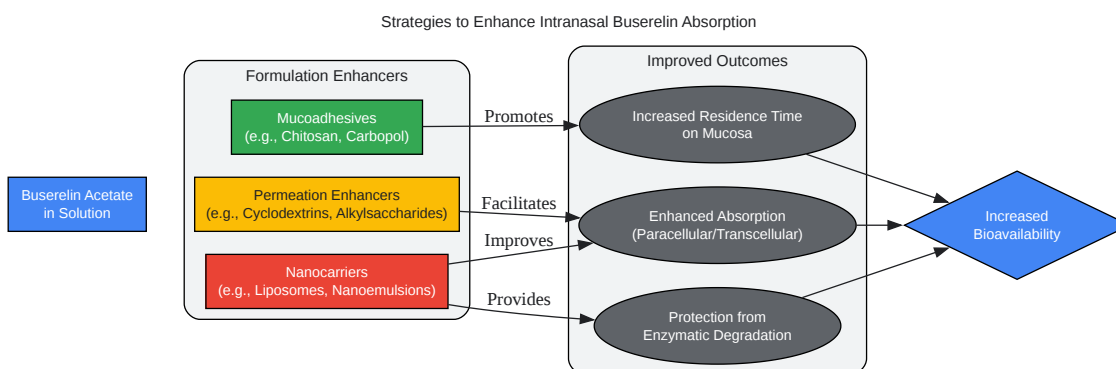 Strategies to Enhance Intranasal Buserelin Absorption
Formulation Enhancers
Improved Outcomes
Buserelin Acetate
in Solution
Mucoadhesives
(e.g., Chitosan, Carbopol)
Permeation Enhancers
(e.g., Cyclodextrins, Alkylsaccharides)
Nanocarriers
(e.g., Liposomes, Nanoemulsions)
Promotes
Facilitates
Improves
Provides
Increased Residence Time
on Mucosa
Enhanced Absorption
(Paracellular/Transcellular)
Protection from
Enzymatic Degradation
Increased
Bioavailability